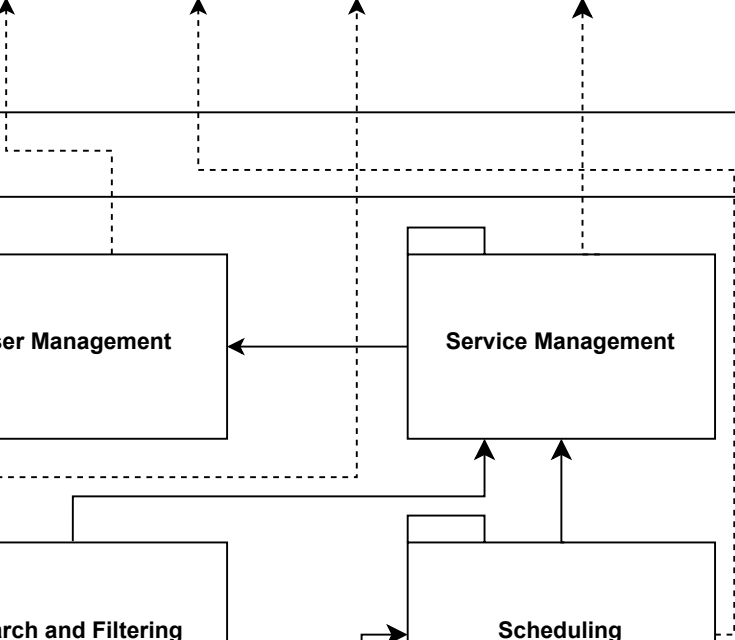 ser Management
Service Management
arch and Filtering
Scheduling